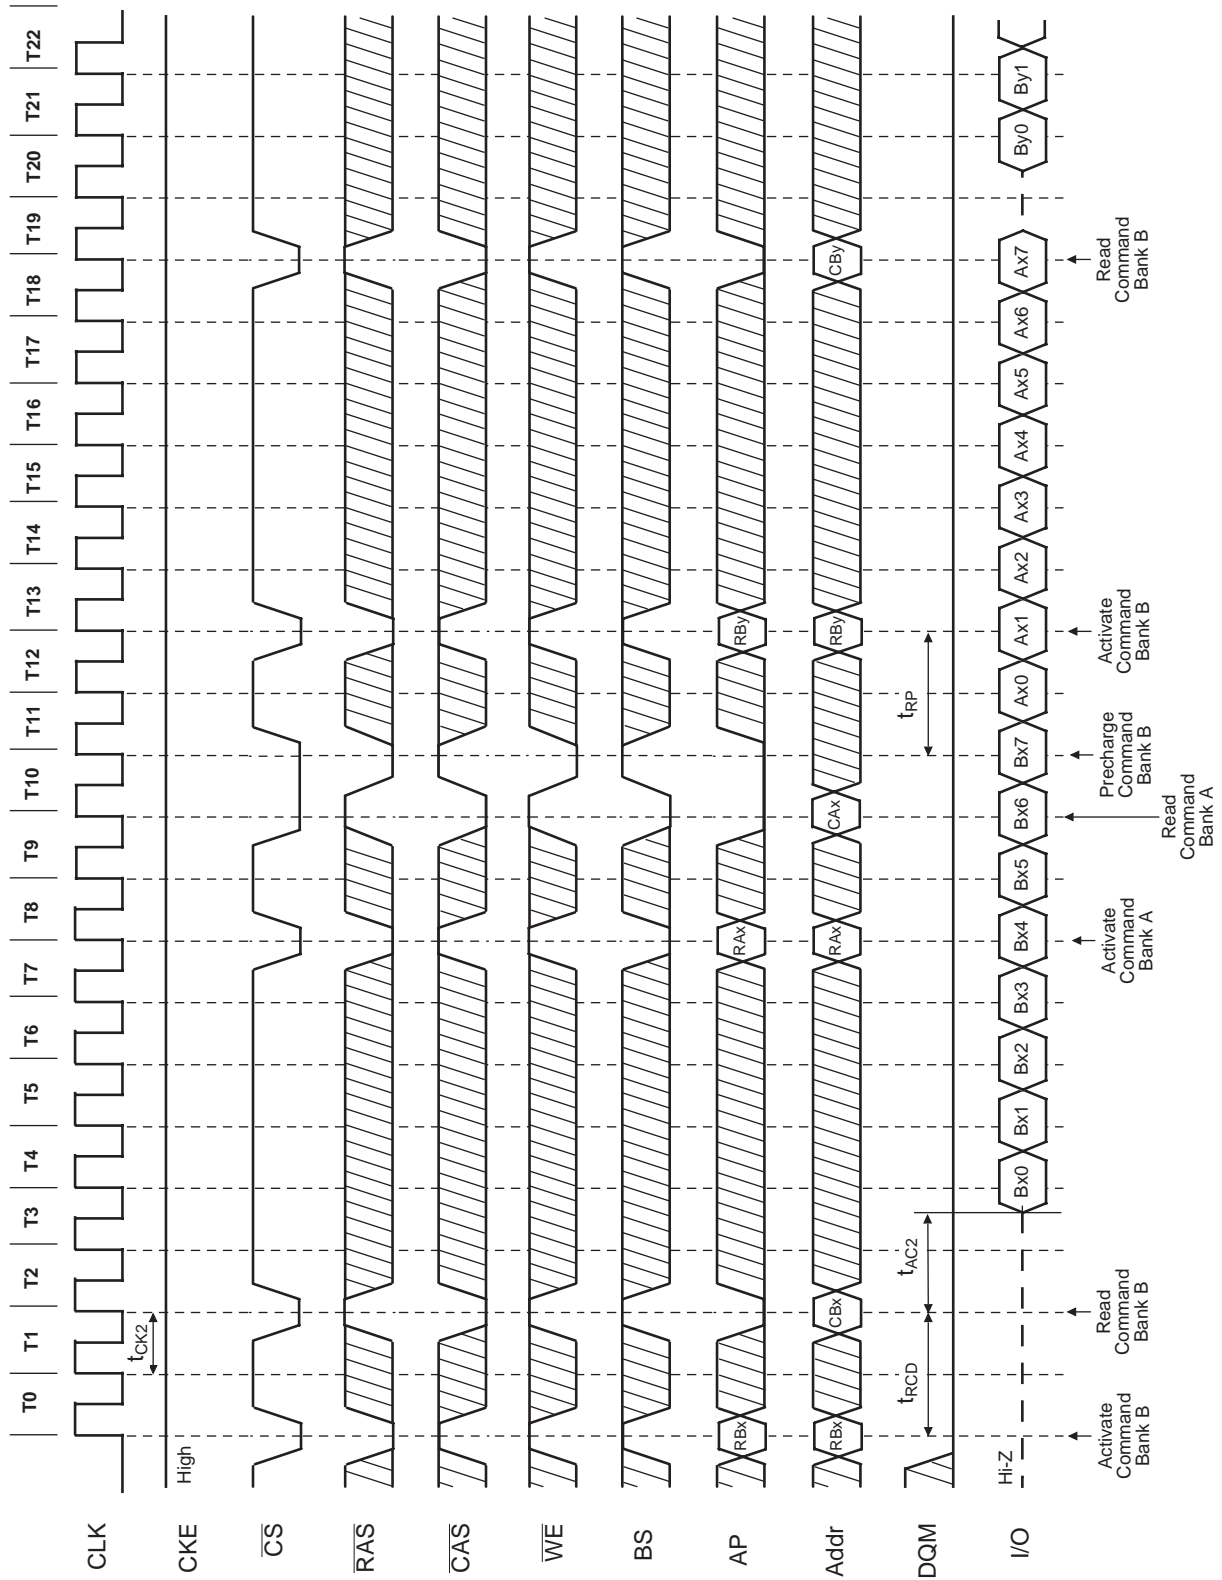 T0 T1 T2 T3 T4 T5 T6 T7 T8 T9 T10 T11 T12 T13 T14 T15 T16 T17 T18 T19 T20 T21 T22
CLK
tCK2
CKE
High
CS
RAS
CAS
WE
BS
AP
RBx RAx RBy
Addr
RBx CBx RAx CAx RBy CBy
DQM
tRCD tAC2 tRP
I/O
Hi-Z
Bx0 Bx1 Bx2 Bx3 Bx4 Bx5 Bx6 Bx7 Ax0 Ax1 Ax2 Ax3 Ax4 Ax5 Ax6 Ax7 By0 By1
Activate
Command
Bank B
Read
Command
Bank B
Activate
Command
Bank A
Read
Command
Bank A
Precharge
Command
Bank B
Activate
Command
Bank B
Read
Command
Bank B